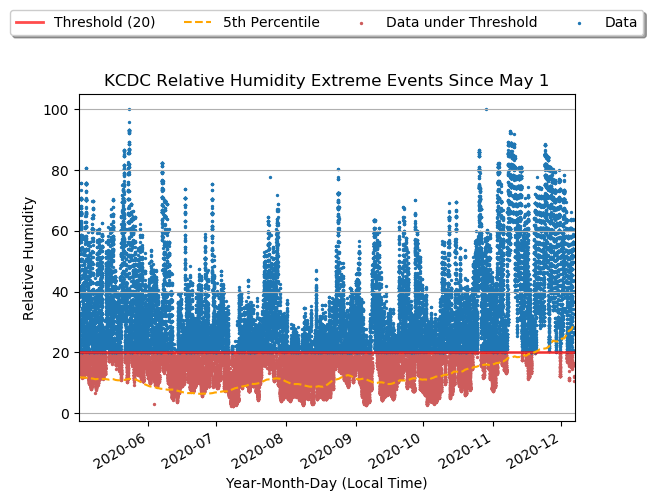 Threshold (20) 5th Percentile Data under Threshold Data
KCDC Relative Humidity Extreme Events Since May 1
100
80
60
40
20
0
Relative Humidity
2020-06 2020-07 2020-08 2020-09 2020-10 2020-11 2020-12
Year-Month-Day (Local Time)